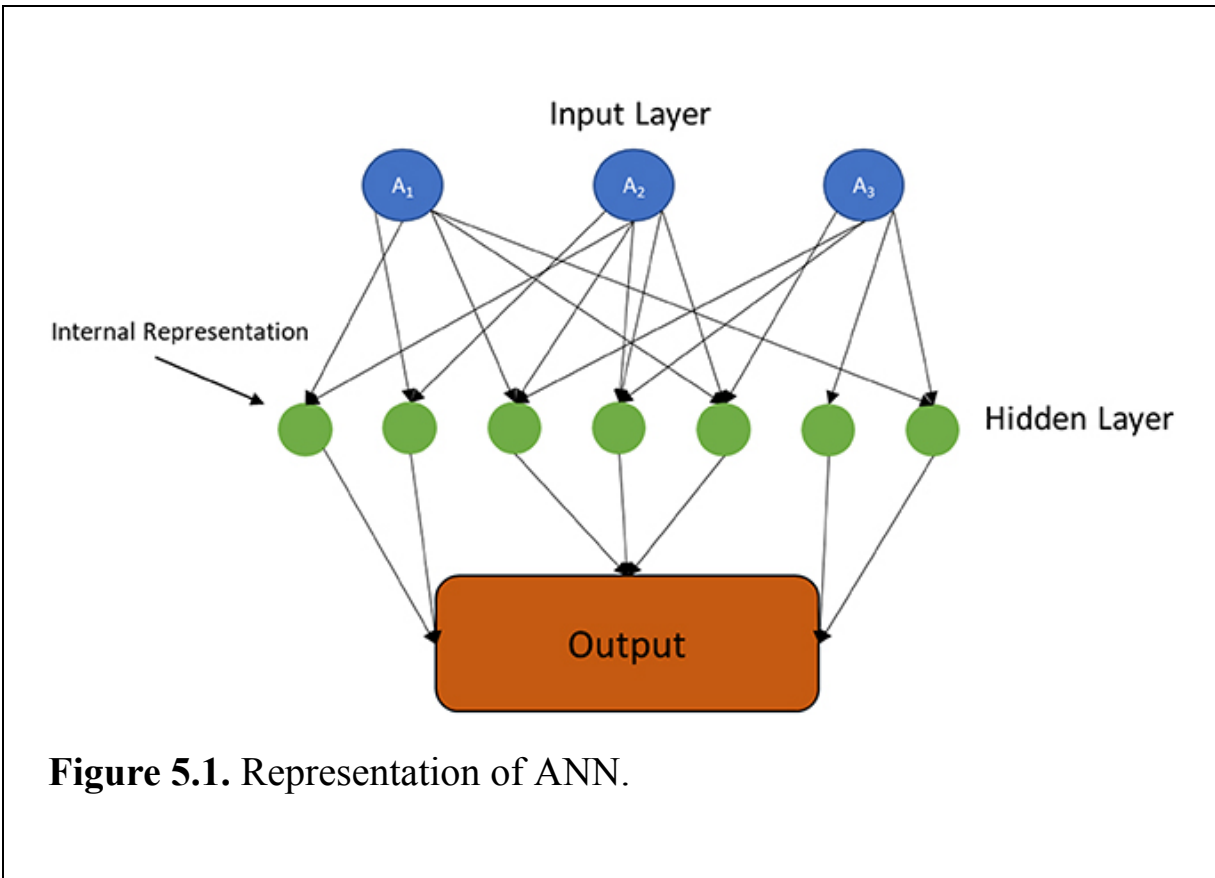 Input Layer
A₁ A₂ A₃
Internal Representation
Hidden Layer
Output
Figure 5.1. Representation of ANN.